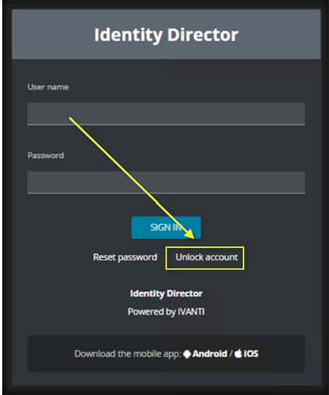 Identity Director
User name
Password
SIGN IN
Reset password Unlock account
Identity Director
Powered by IVANTI
Download the mobile app: Android / iOS